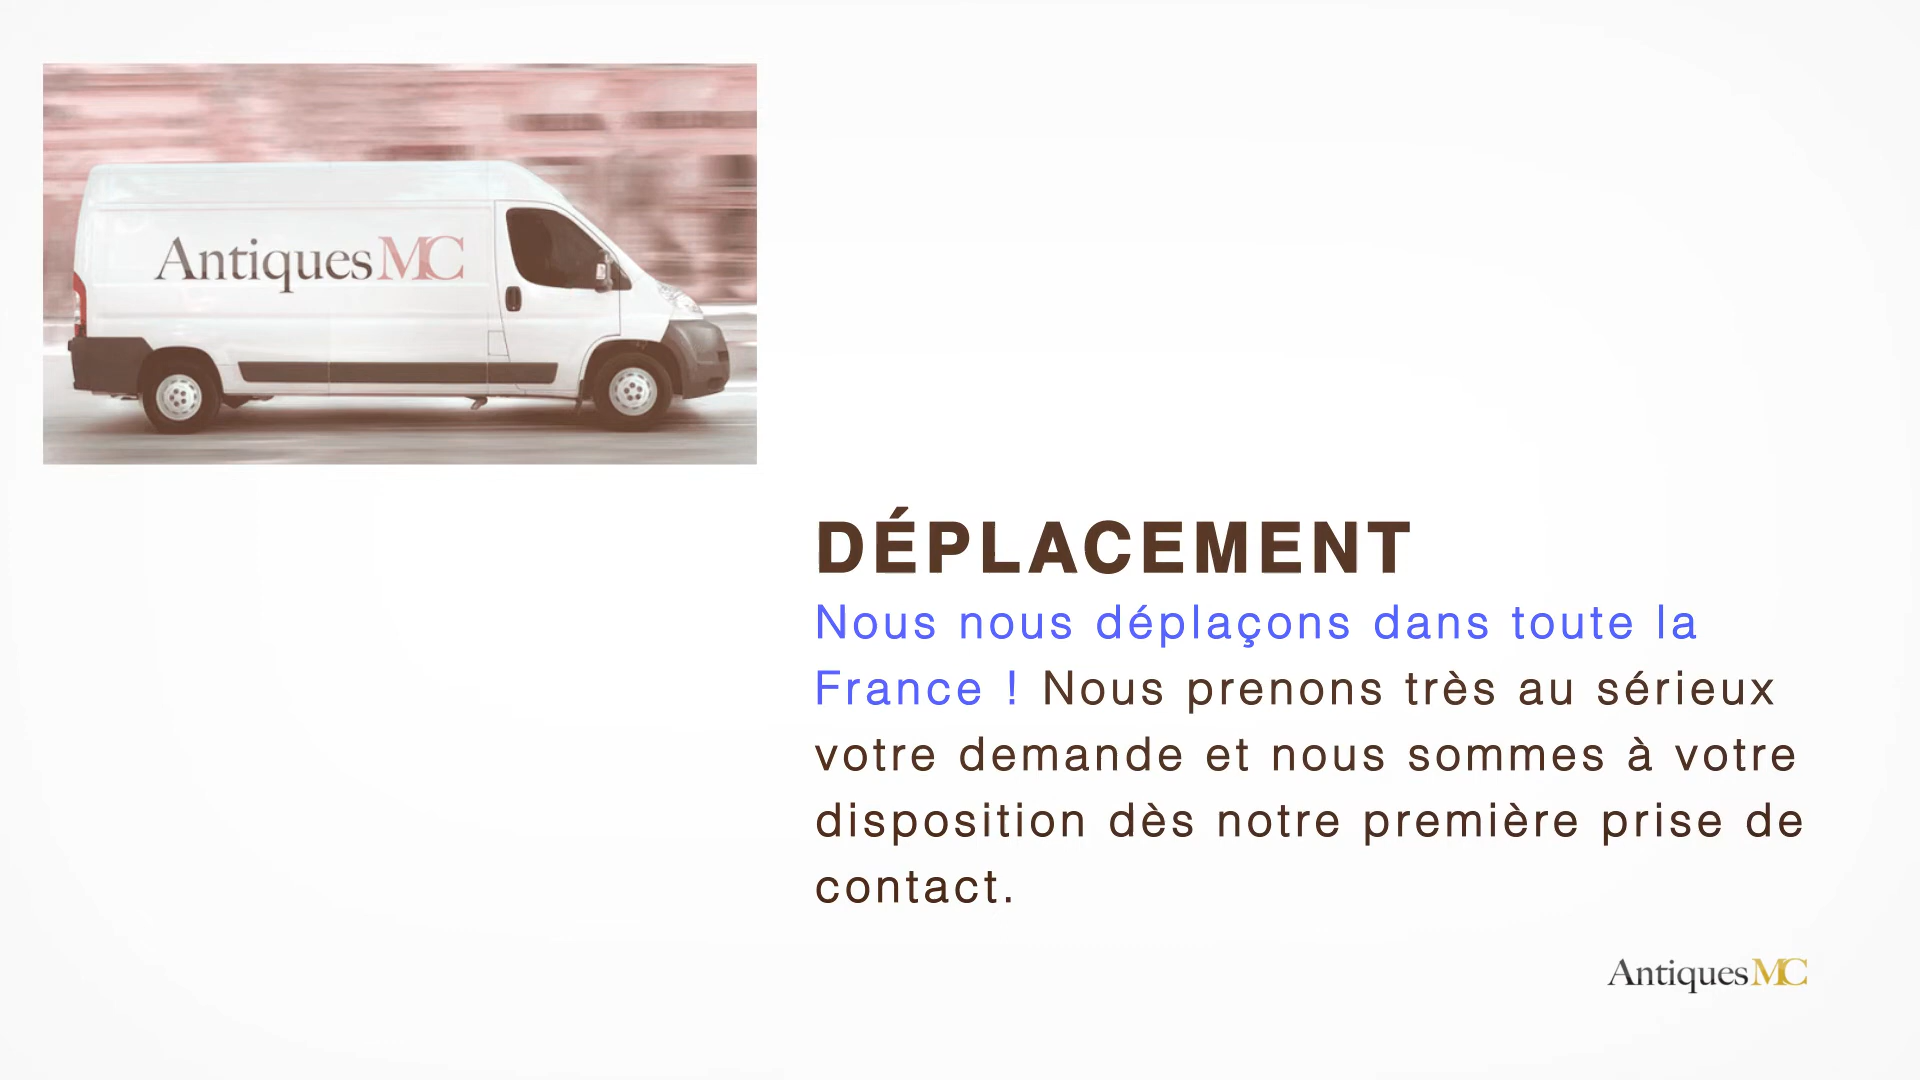 AntiquesMC
DÉPLACEMENT
Nous nous déplaçons dans toute la
France ! Nous prenons très au sérieux
votre demande et nous sommes à votre
disposition dès notre première prise de
contact.
AntiquesMC